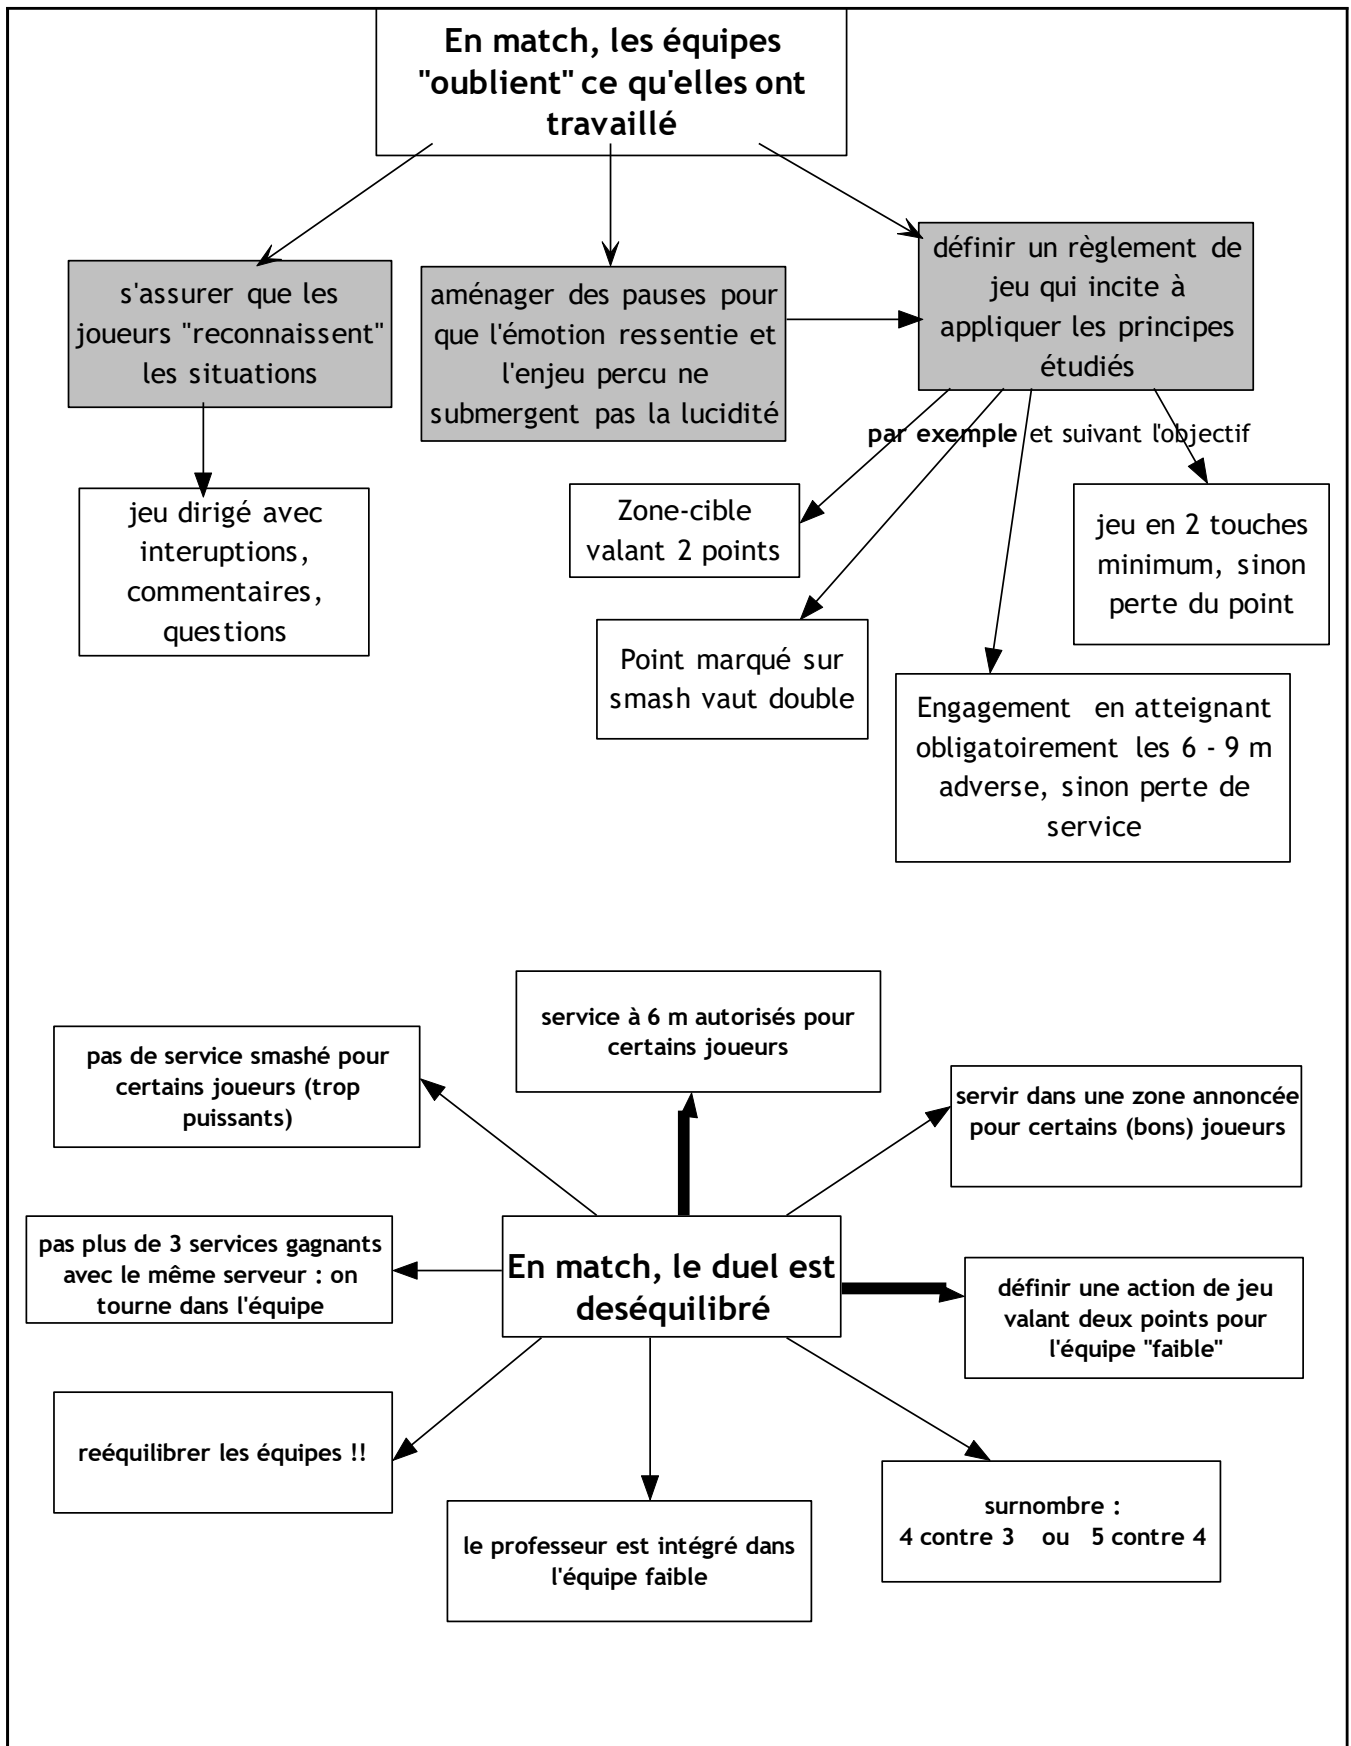 En match, les équipes
"oublient" ce qu'elles ont
travaillé
s'assurer que les
joueurs "reconnaissent"
les situations
aménager des pauses pour
que l'émotion ressentie et
l'enjeu percu ne
submergent pas la lucidité
définir un règlement de
jeu qui incite à
appliquer les principes
étudiés
par exemple et suivant l'objectif
jeu dirigé avec
interuptions,
commentaires,
questions
Zone-cible
valant 2 points
Point marqué sur
smash vaut double
Engagement en atteignant
obligatoirement les 6 - 9 m
adverse, sinon perte de
service
jeu en 2 touches
minimum, sinon
perte du point
service à 6 m autorisés pour
certains joueurs
pas de service smashé pour
certains joueurs (trop
puissants)
servir dans une zone annoncée
pour certains (bons) joueurs
pas plus de 3 services gagnants
avec le même serveur : on
tourne dans l'équipe
En match, le duel est
deséquilibré
définir une action de jeu
valant deux points pour
l'équipe "faible"
reéquilibrer les équipes !!
le professeur est intégré dans
l'équipe faible
surnombre :
4 contre 3 ou 5 contre 4